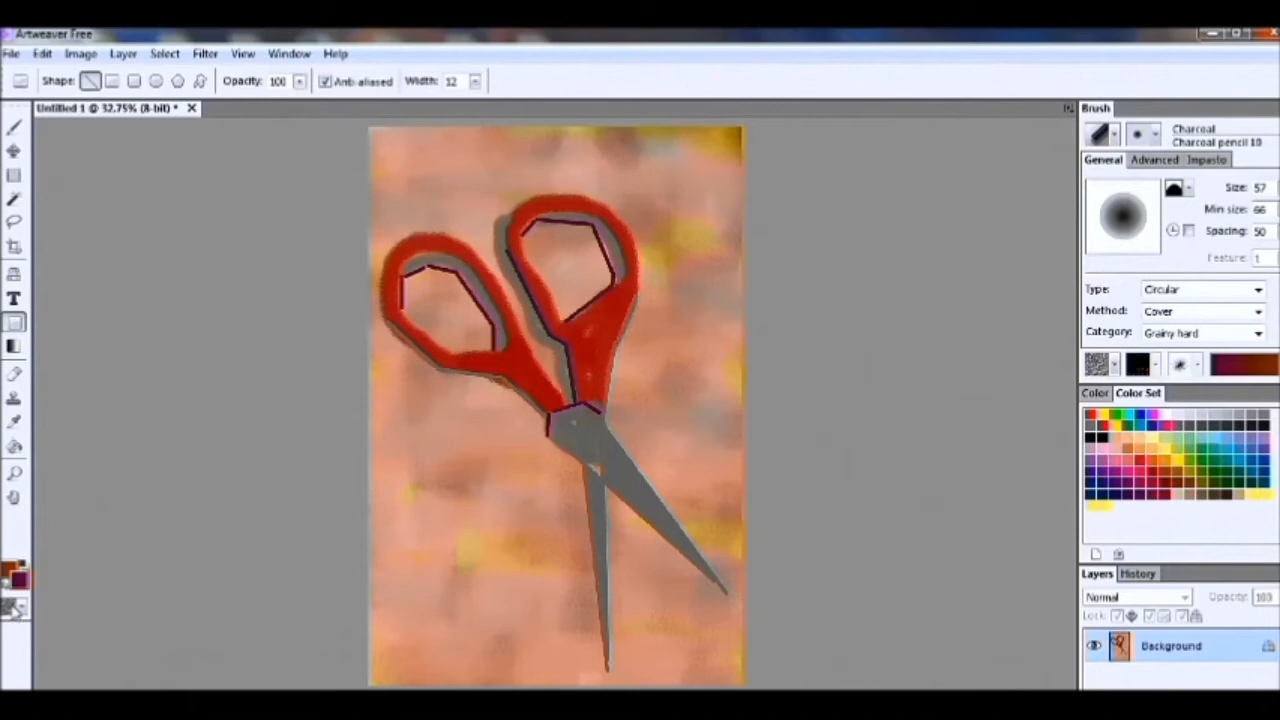 Artweaver Free
File Edit Image Layer Select Filter View Window Help
Shape: Opacity: 100 Anti-aliased Width: 12
Untitled 1 @ 32.75% (8-bit) *
Brush
Charcoal
Charcoal pencil 10
General Advanced Impasto
Size: 57
Min size: 66
Spacing: 50
Feature: 1
Type: Circular
Method: Cover
Category: Grainy hard
Color Color Set
Layers History
Normal Opacity: 100
Lock:
Background
T